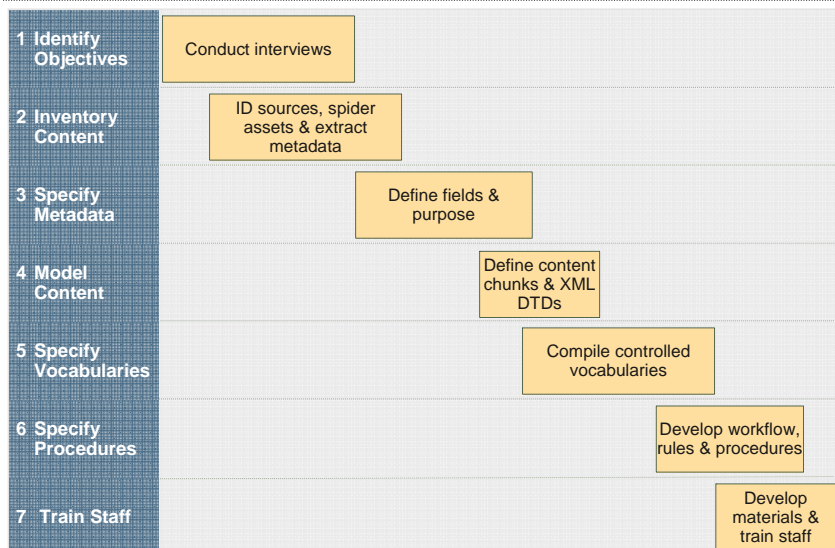 1 Identify
Objectives
Conduct interviews
2 Inventory
Content
ID sources, spider
assets & extract
metadata
3 Specify
Metadata
Define fields &
purpose
4 Model
Content
Define content
chunks & XML
DTDs
5 Specify
Vocabularies
Compile controlled
vocabularies
6 Specify
Procedures
Develop workflow,
rules & procedures
7 Train Staff
Develop
materials &
train staff